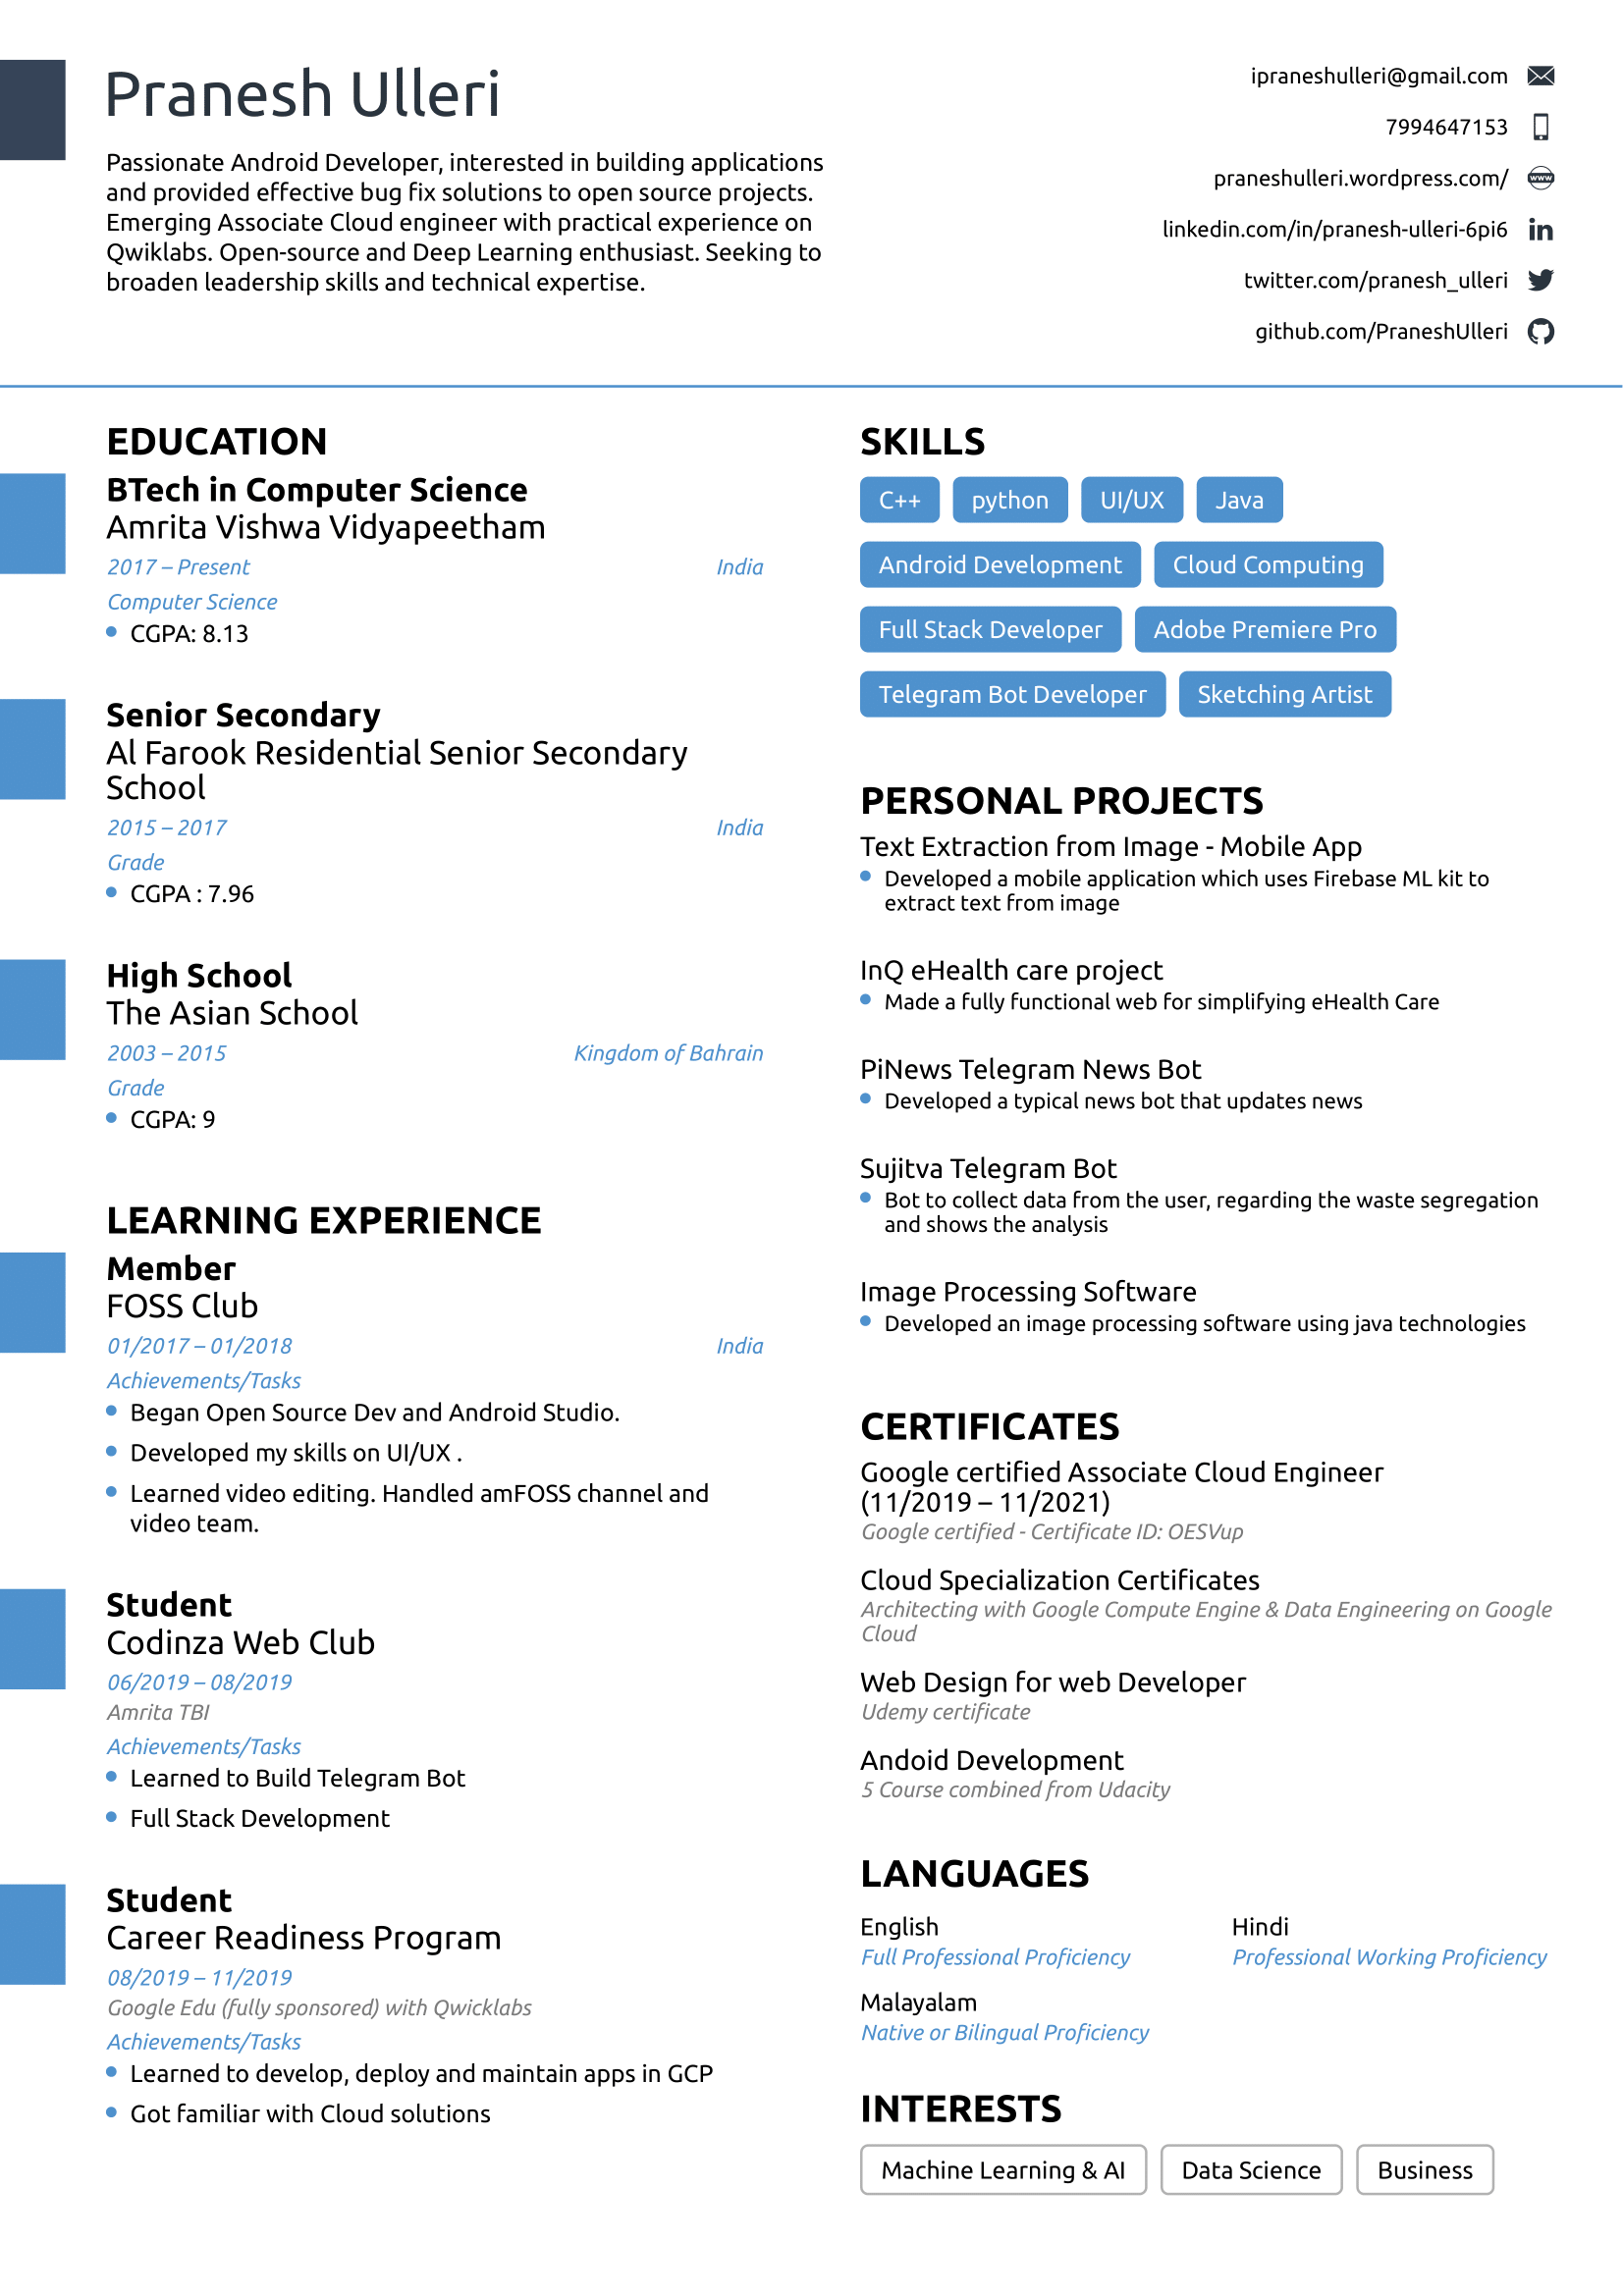 Pranesh Ulleri
Passionate Android Developer, interested in building applications
and provided effective bug fix solutions to open source projects.
Emerging Associate Cloud engineer with practical experience on
Qwiklabs. Open-source and Deep Learning enthusiast. Seeking to
broaden leadership skills and technical expertise.
ipraneshulleri@gmail.com
7994647153
praneshulleri.wordpress.com/
linkedin.com/in/pranesh-ulleri-6pi6
twitter.com/pranesh_ulleri
github.com/PraneshUlleri
EDUCATION
BTech in Computer Science
Amrita Vishwa Vidyapeetham
2017 – Present India
Computer Science
CGPA: 8.13
Senior Secondary
Al Farook Residential Senior Secondary
School
2015 – 2017 India
Grade
CGPA : 7.96
High School
The Asian School
2003 – 2015 Kingdom of Bahrain
Grade
CGPA: 9
LEARNING EXPERIENCE
Member
FOSS Club
01/2017 – 01/2018 India
Achievements/Tasks
Began Open Source Dev and Android Studio.
Developed my skills on UI/UX .
Learned video editing. Handled amFOSS channel and
video team.
Student
Codinza Web Club
06/2019 – 08/2019
Amrita TBI
Achievements/Tasks
Learned to Build Telegram Bot
Full Stack Development
Student
Career Readiness Program
08/2019 – 11/2019
Google Edu (fully sponsored) with Qwicklabs
Achievements/Tasks
Learned to develop, deploy and maintain apps in GCP
Got familiar with Cloud solutions
SKILLS
C++ python UI/UX Java
Android Development Cloud Computing
Full Stack Developer Adobe Premiere Pro
Telegram Bot Developer Sketching Artist
PERSONAL PROJECTS
Text Extraction from Image - Mobile App
Developed a mobile application which uses Firebase ML kit to
extract text from image
InQ eHealth care project
Made a fully functional web for simplifying eHealth Care
PiNews Telegram News Bot
Developed a typical news bot that updates news
Sujitva Telegram Bot
Bot to collect data from the user, regarding the waste segregation
and shows the analysis
Image Processing Software
Developed an image processing software using java technologies
CERTIFICATES
Google certified Associate Cloud Engineer
(11/2019 – 11/2021)
Google certified - Certificate ID: OESVup
Cloud Specialization Certificates
Architecting with Google Compute Engine & Data Engineering on Google
Cloud
Web Design for web Developer
Udemy certificate
Andoid Development
5 Course combined from Udacity
LANGUAGES
English Hindi
Full Professional Proficiency Professional Working Proficiency
Malayalam
Native or Bilingual Proficiency
INTERESTS
Machine Learning & AI Data Science Business